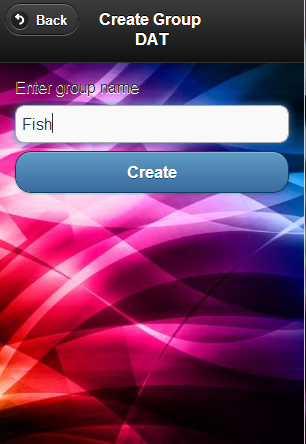 Back
Create Group
DAT
Enter group name
Fish
Create